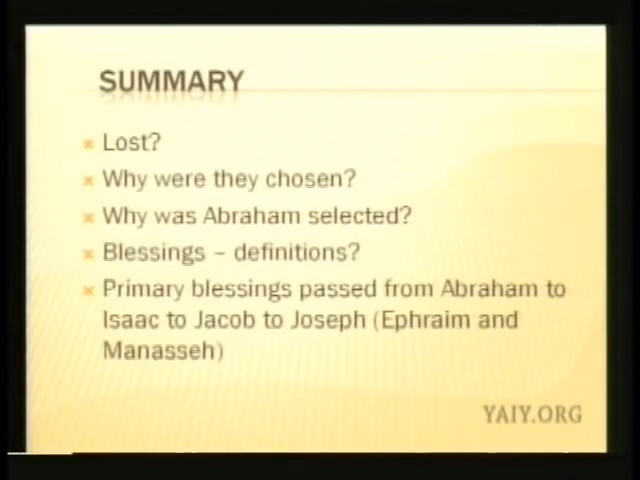 SUMMARY
Lost?
Why were they chosen?
Why was Abraham selected?
Blessings – definitions?
Primary blessings passed from Abraham to
Isaac to Jacob to Joseph (Ephraim and
Manasseh)
YAIY.ORG